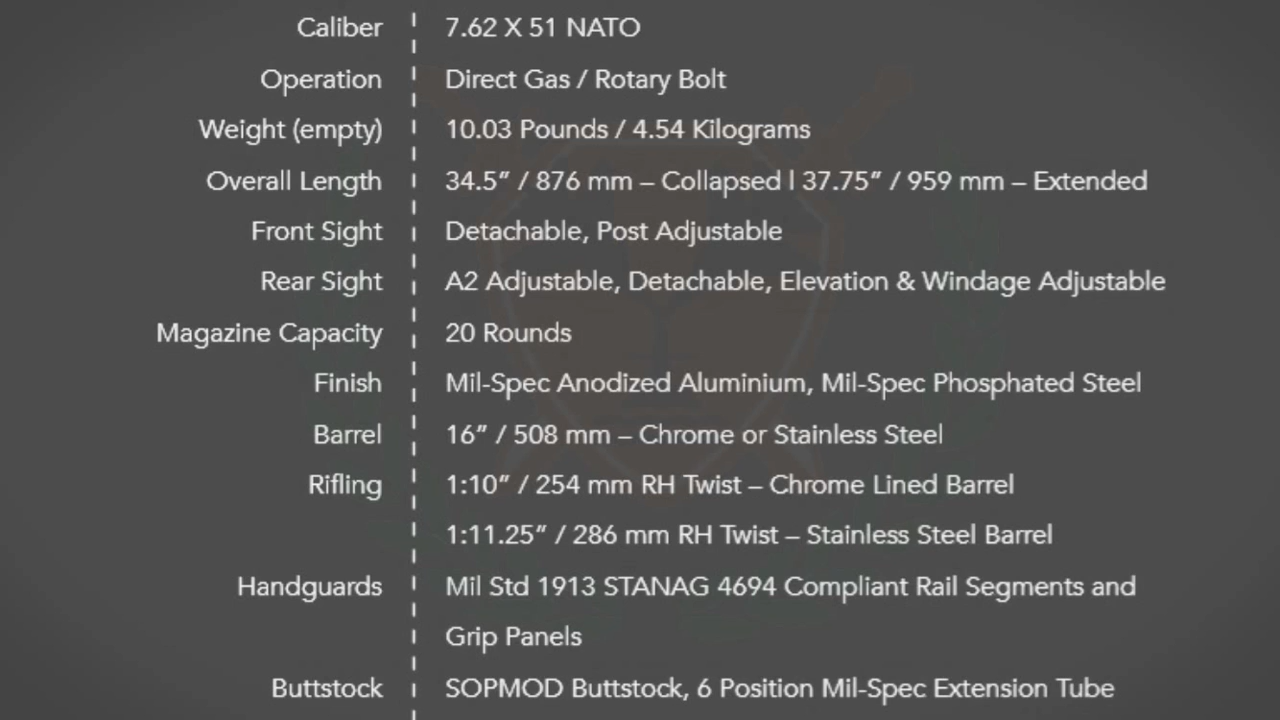 Caliber 7.62 X 51 NATO
Operation Direct Gas / Rotary Bolt
Weight (empty) 10.03 Pounds / 4.54 Kilograms
Overall Length 34.5” / 876 mm – Collapsed l 37.75” / 959 mm – Extended
Front Sight Detachable, Post Adjustable
Rear Sight A2 Adjustable, Detachable, Elevation & Windage Adjustable
Magazine Capacity 20 Rounds
Finish Mil-Spec Anodized Aluminium, Mil-Spec Phosphated Steel
Barrel 16” / 508 mm – Chrome or Stainless Steel
Rifling 1:10” / 254 mm RH Twist – Chrome Lined Barrel
1:11.25” / 286 mm RH Twist – Stainless Steel Barrel
Handguards Mil Std 1913 STANAG 4694 Compliant Rail Segments and
Grip Panels
Buttstock SOPMOD Buttstock, 6 Position Mil-Spec Extension Tube